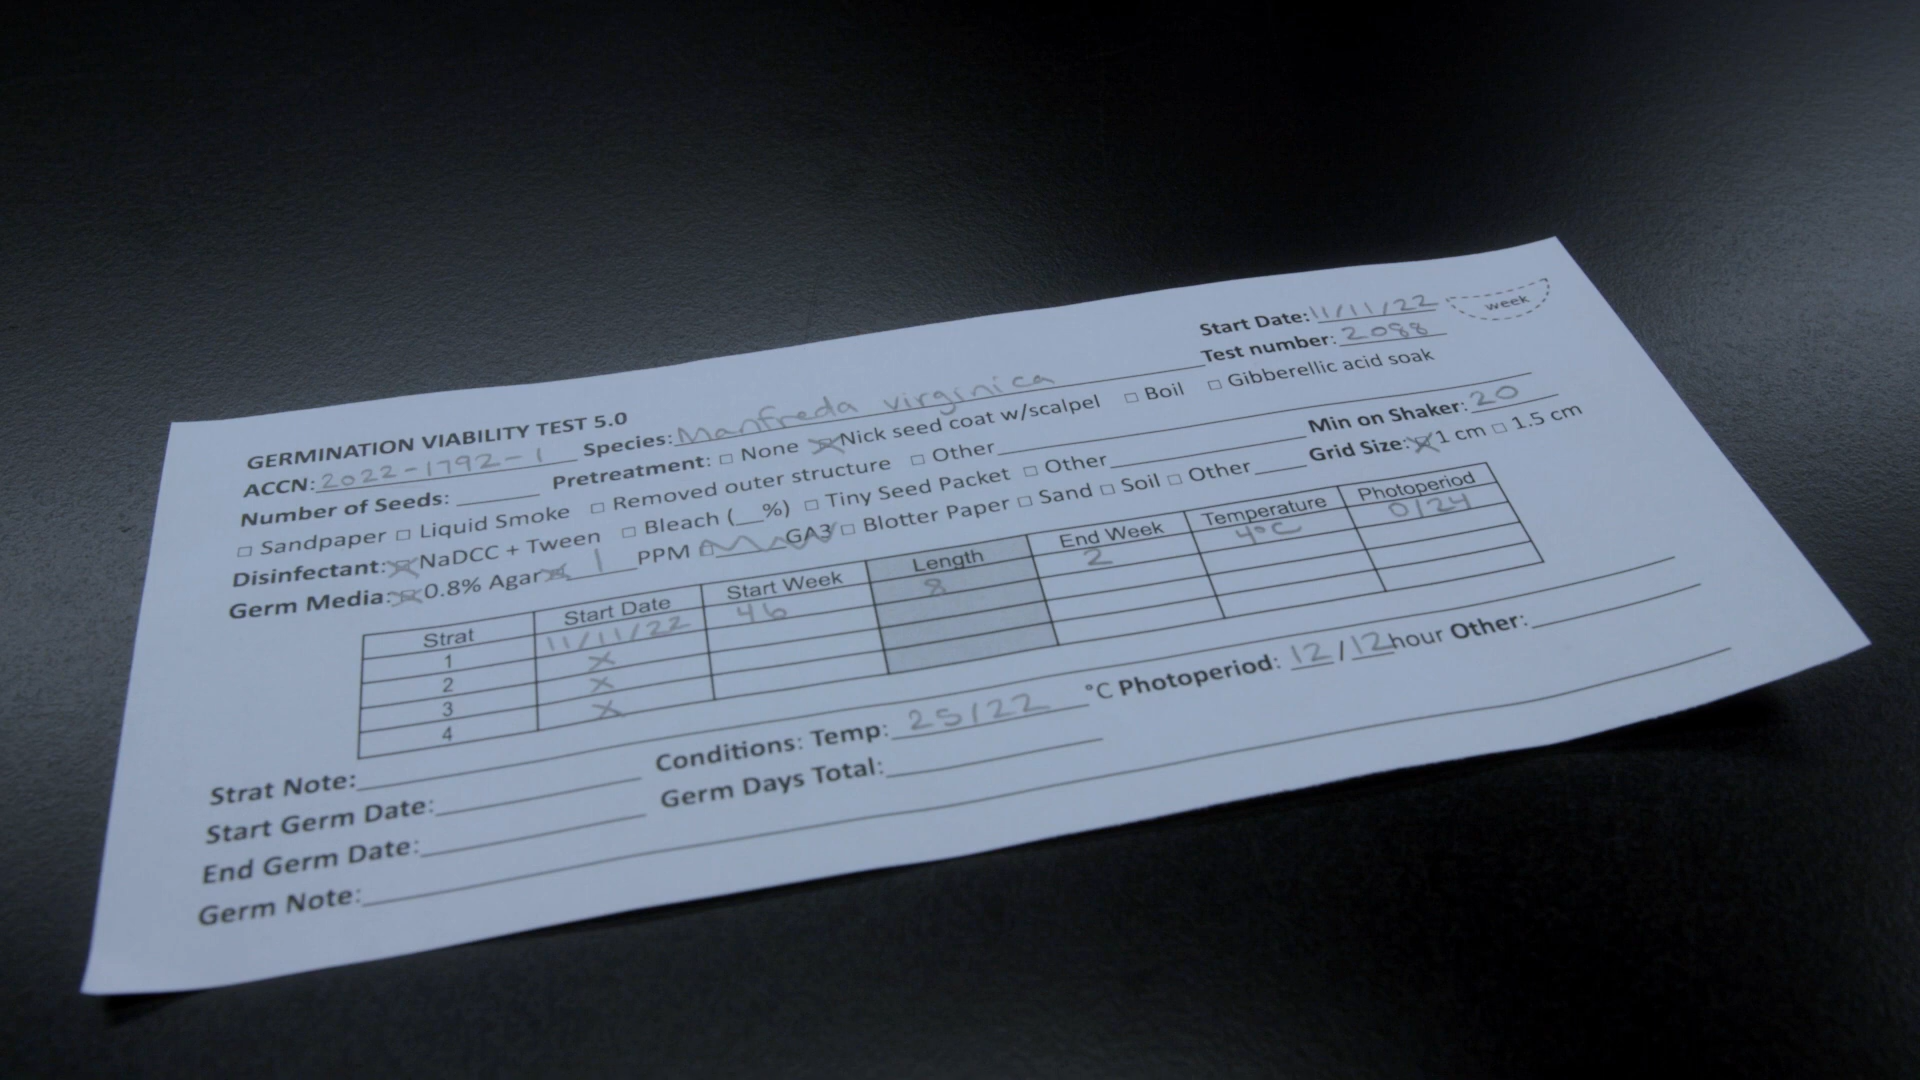 Start Date: 11/11/22 week
GERMINATION VIABILITY TEST 5.0 Test number: 2088
ACCN: 2022-1792-1 Species: Manfreda virginica
Number of Seeds: Pretreatment: □ None ☒ Nick seed coat w/scalpel □ Boil □ Gibberellic acid soak
□ Sandpaper □ Liquid Smoke □ Removed outer structure □ Other
Disinfectant: ☒ NaDCC + Tween □ Bleach (__%) □ Tiny Seed Packet □ Other Min on Shaker: 20
Germ Media: ☒ 0.8% Agar ☒ 1 PPM GA3 □ Blotter Paper □ Sand □ Soil □ Other Grid Size: ☒ 1 cm □ 1.5 cm
Strat Start Date Start Week Length End Week Temperature Photoperiod
1 11/11/22 46 8 2 4°C 0/24
2 X
3 X
4 X
Strat Note:
Start Germ Date: Conditions: Temp: 25/22 °C Photoperiod: 12/12 hour Other:
End Germ Date: Germ Days Total:
Germ Note: